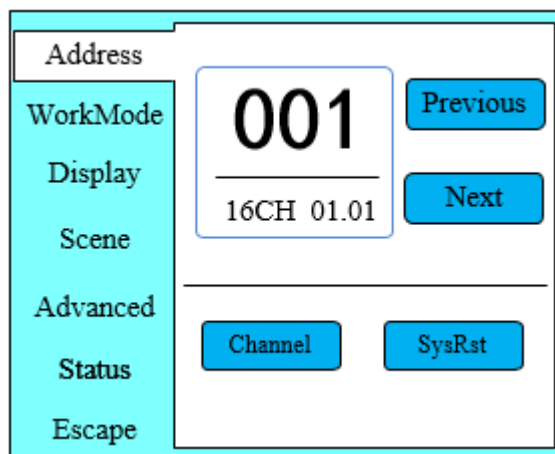 Address
WorkMode
Display
Scene
Advanced
Status
Escape
001
16CH 01.01
Previous
Next
Channel
SysRst